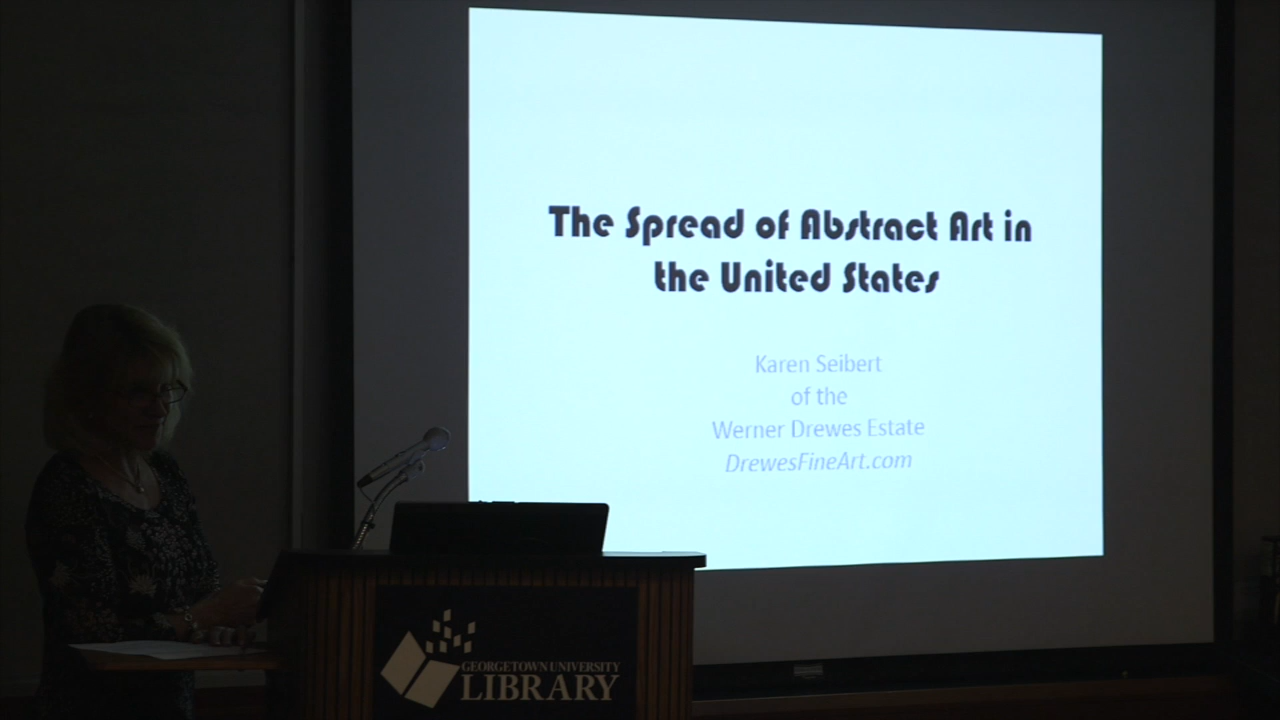 The Spread of Abstract Art in
the United States
Karen Seibert
of the
Werner Drewes Estate
DrewesFineArt.com
GEORGETOWN UNIVERSITY
LIBRARY